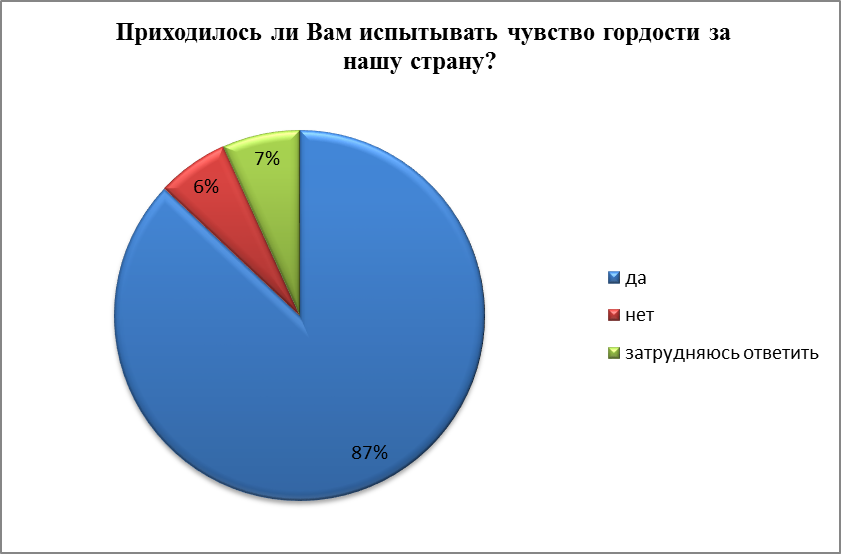 Приходилось ли Вам испытывать чувство гордости за
нашу страну?
7%
6%
да
нет
затрудняюсь ответить
87%